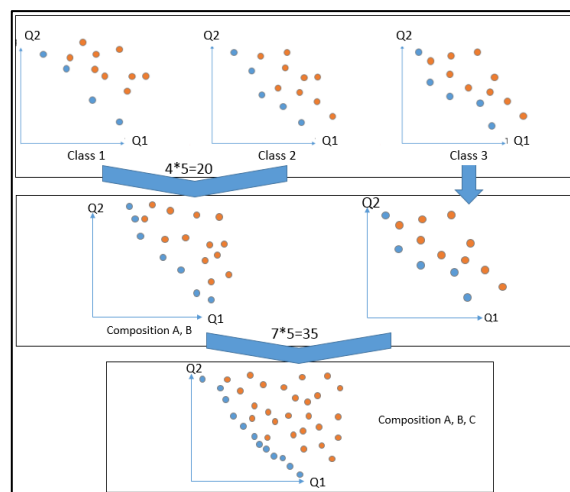 Q2
Q2
Q2
Q1
Q1
Q1
Class 1
Class 2
Class 3
4*5=20
Q2
Q2
Q1
Q1
Composition A, B
7*5=35
Q2
Composition A, B, C
Q1